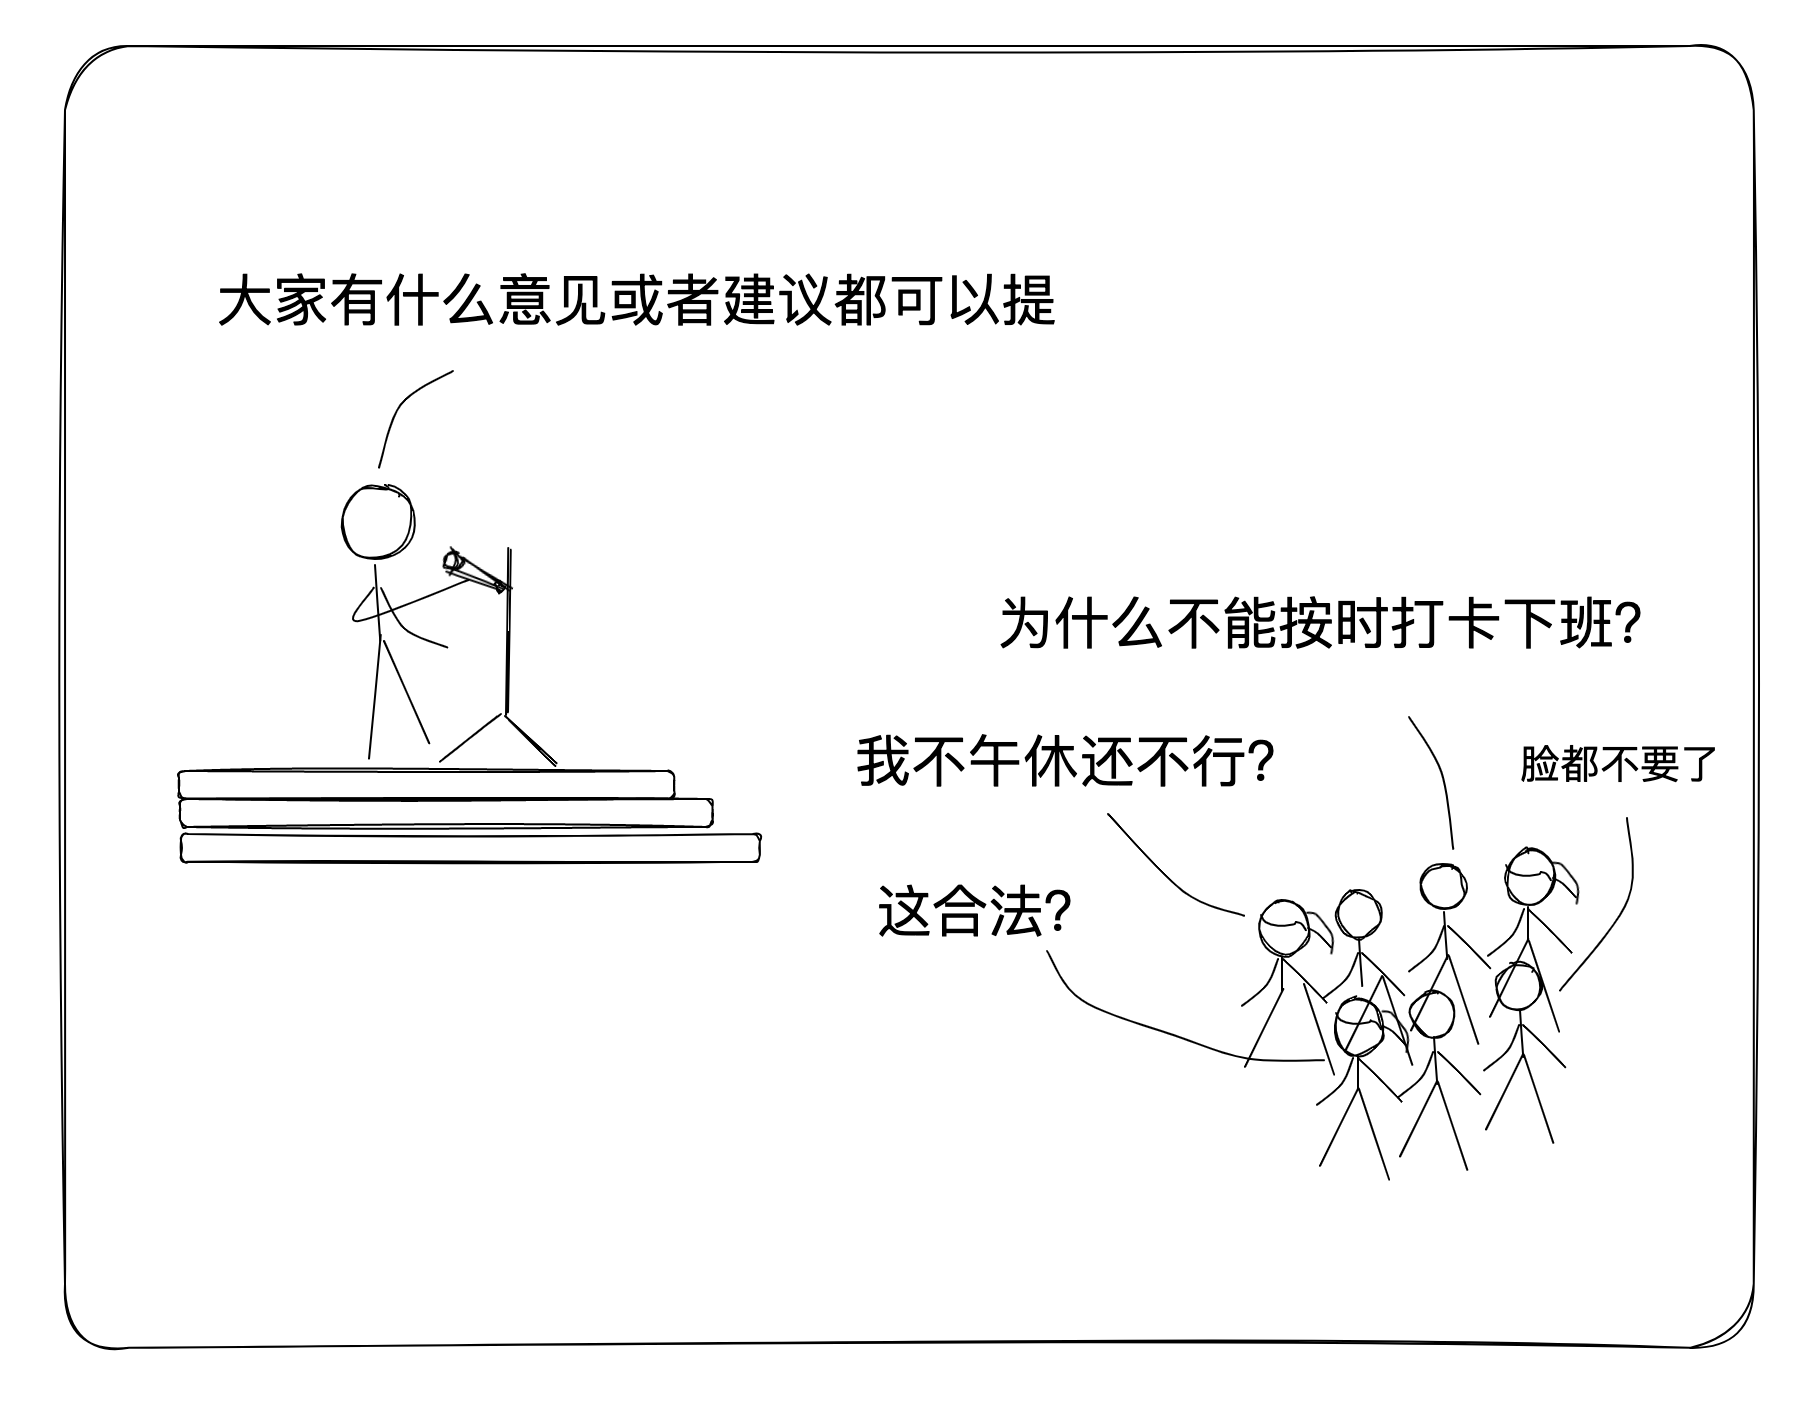 大家有什么意见或者建议都可以提
为什么不能按时打卡下班?
我不午休还不行?
脸都不要了
这合法?